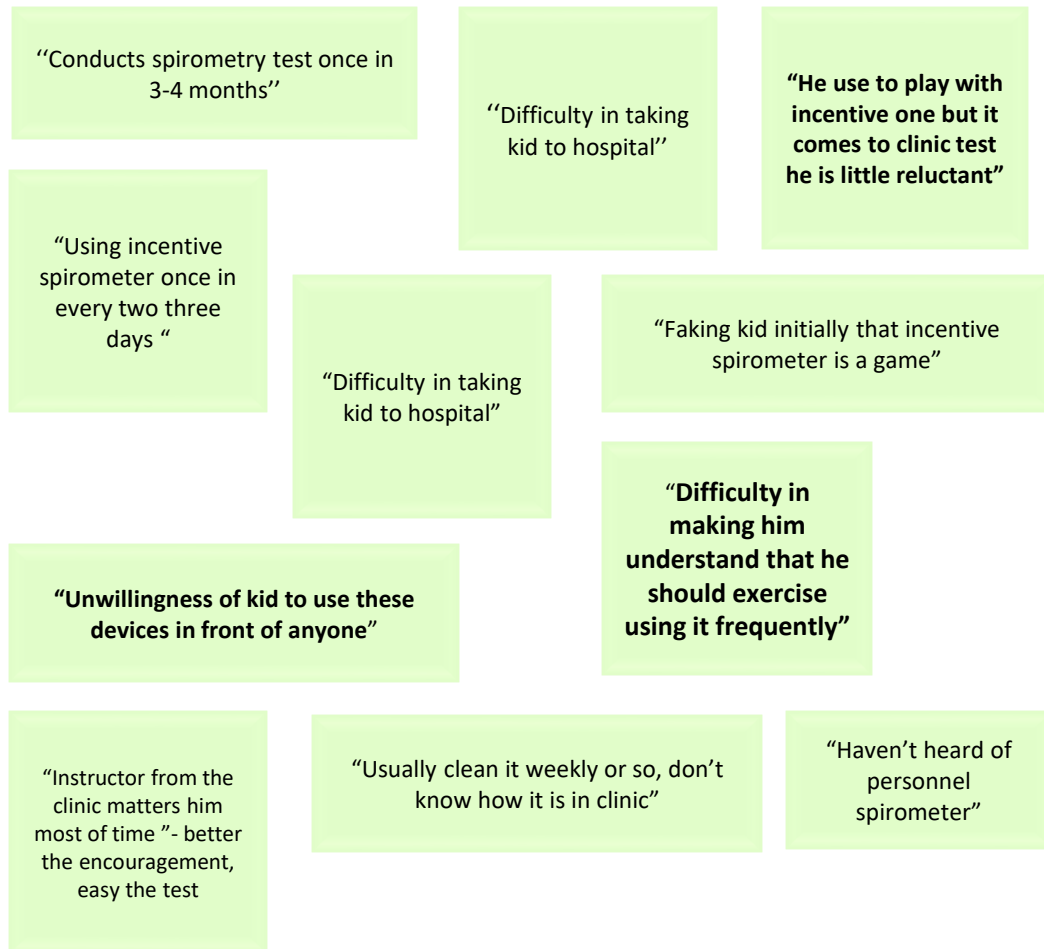 ‘‘Conducts spirometry test once in
3-4 months’’
‘‘Difficulty in taking
kid to hospital’’
“He use to play with
incentive one but it
comes to clinic test
he is little reluctant”
“Using incentive
spirometer once in
every two three
days “
“Difficulty in taking
kid to hospital”
“Faking kid initially that incentive
spirometer is a game”
“Difficulty in
making him
understand that he
should exercise
using it frequently”
“Unwillingness of kid to use these
devices in front of anyone”
“Instructor from the
clinic matters him
most of time ”- better
the encouragement,
easy the test
“Usually clean it weekly or so, don’t
know how it is in clinic”
“Haven’t heard of
personnel
spirometer”